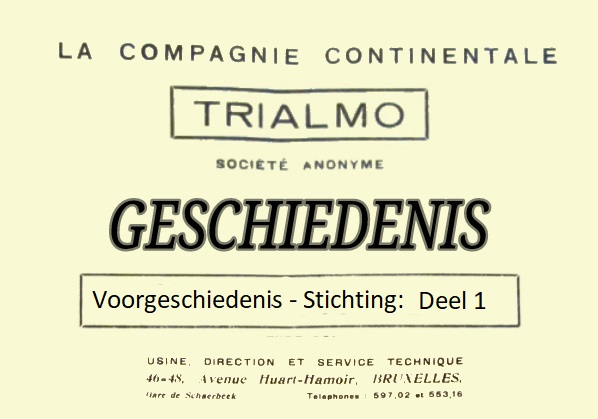 LA COMPAGNIE CONTINENTALE
TRIALMO
SOCIÉTÉ ANONYME
GESCHIEDENIS
Voorgeschiedenis - Stichting: Deel 1
USINE, DIRECTION ET SERVICE TECHNIQUE
46-48, Avenue Huart-Hamoir, BRUXELLES.
Gare de Schaerbeek Telephones : 597,02 et 553,16